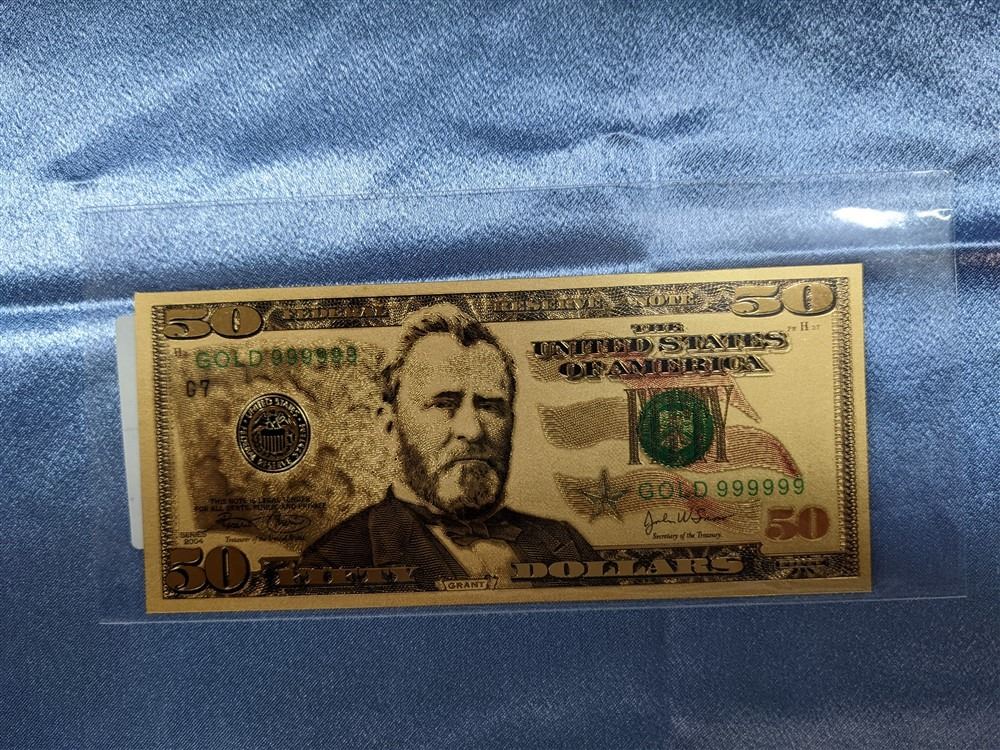 50 FEDERAL RESERVE NOTE 50
THE
UNITED STATES
OF AMERICA
GOLD 999999
G7
THIS NOTE IS LEGAL TENDER
FOR ALL DEBTS, PUBLIC AND PRIVATE
Treasurer of the United States.
SERIES
2004
GOLD 999999
John W Snow
Secretary of the Treasury.
50
50 FIFTY DOLLARS
GRANT